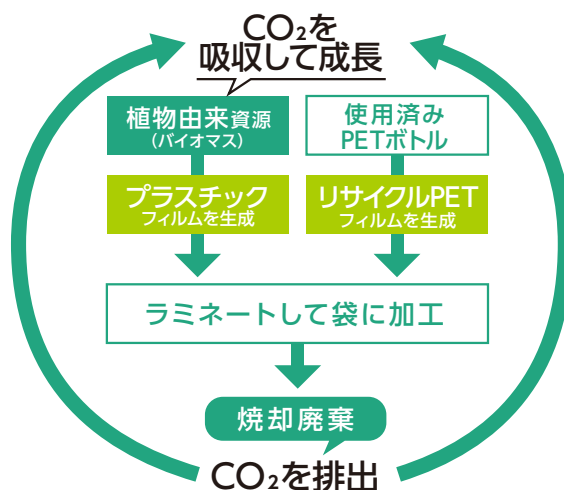 CO₂を
吸収して成長
植物由来資源
（バイオマス）
使用済み
PETボトル
プラスチック
フィルムを生成
リサイクルPET
フィルムを生成
ラミネートして袋に加工
焼却廃棄
CO₂を排出